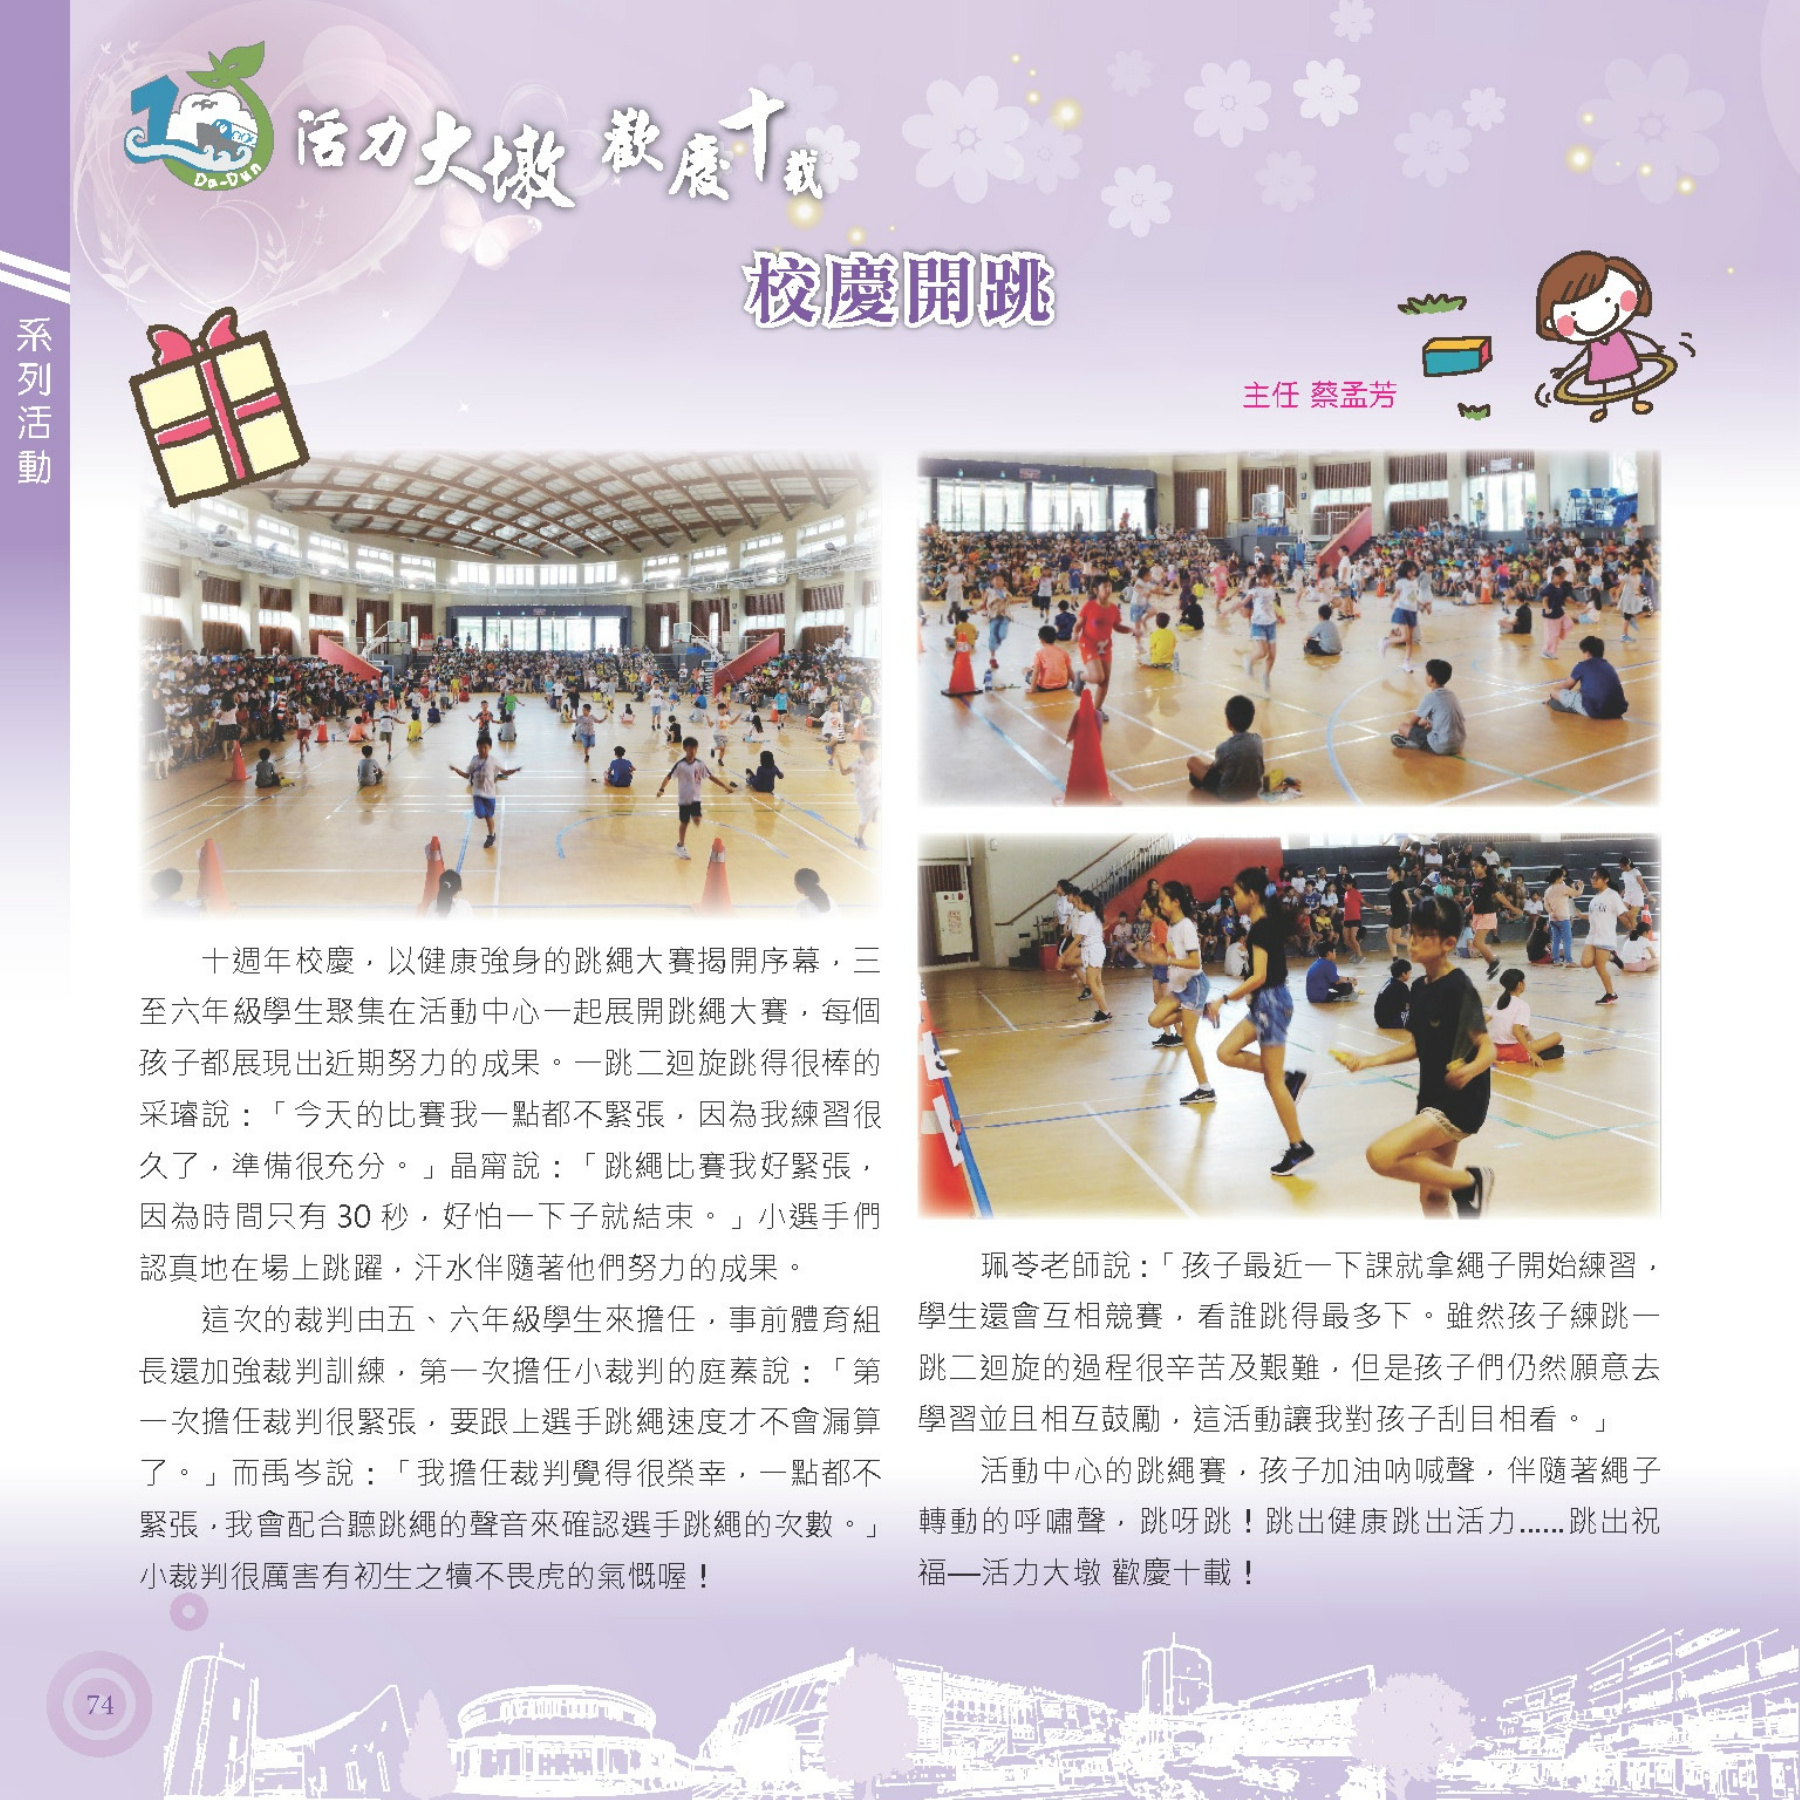 Da-Dun
活力大墩 歡慶十載
校慶開跳
系列活動
主任 蔡孟芳
十週年校慶，以健康強身的跳繩大賽揭開序幕，三
至六年級學生聚集在活動中心一起展開跳繩大賽，每個
孩子都展現出近期努力的成果。一跳二迴旋跳得很棒的
采璿說：「今天的比賽我一點都不緊張，因為我練習很
久了，準備很充分。」晶甯說：「跳繩比賽我好緊張，
因為時間只有 30 秒，好怕一下子就結束。」小選手們
認真地在場上跳躍，汗水伴隨著他們努力的成果。
這次的裁判由五、六年級學生來擔任，事前體育組
長還加強裁判訓練，第一次擔任小裁判的庭蓁說：「第
一次擔任裁判很緊張，要跟上選手跳繩速度才不會漏算
了。」而禹岑說：「我擔任裁判覺得很榮幸，一點都不
緊張，我會配合聽跳繩的聲音來確認選手跳繩的次數。」
小裁判很厲害有初生之犢不畏虎的氣慨喔！
珮苓老師說：「孩子最近一下課就拿繩子開始練習，
學生還會互相競賽，看誰跳得最多下。雖然孩子練跳一
跳二迴旋的過程很辛苦及艱難，但是孩子們仍然願意去
學習並且相互鼓勵，這活動讓我對孩子刮目相看。」
活動中心的跳繩賽，孩子加油吶喊聲，伴隨著繩子
轉動的呼嘯聲，跳呀跳！跳出健康跳出活力……跳出祝
福—活力大墩 歡慶十載！
74